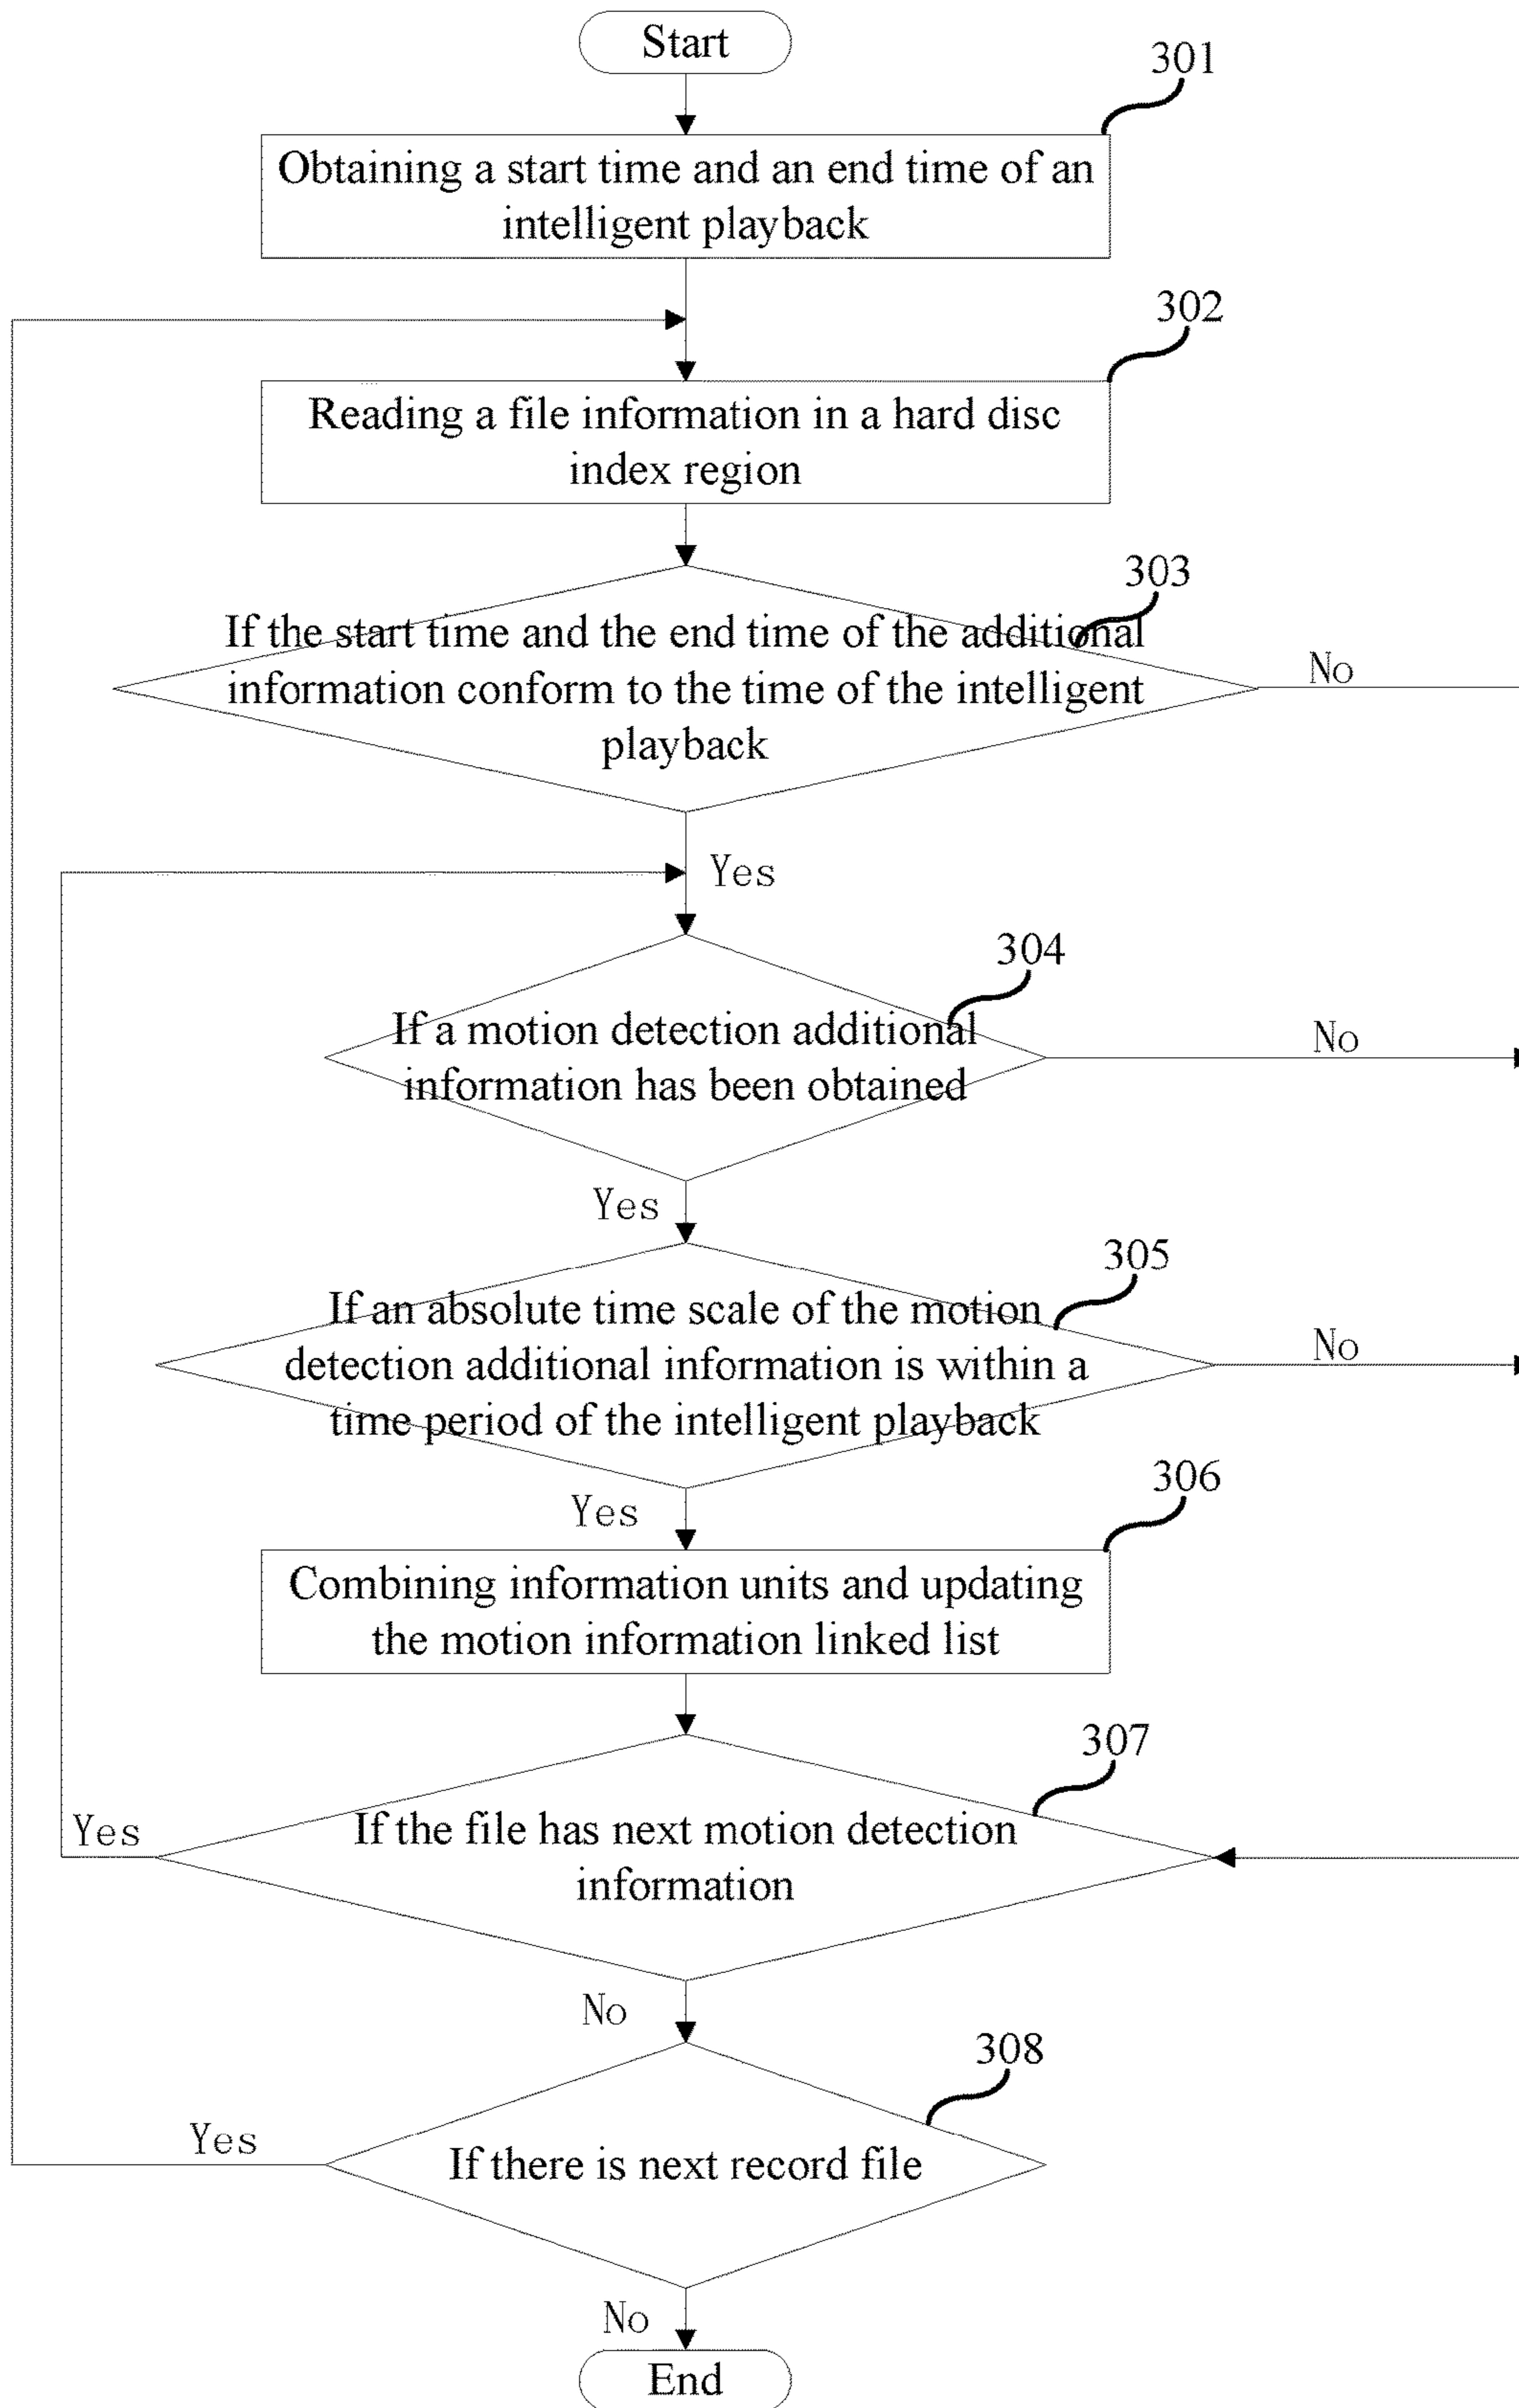 Start
301
Obtaining a start time and an end time of an
intelligent playback
302
Reading a file information in a hard disc
index region
303
If the start time and the end time of the additional
information conform to the time of the intelligent
playback
No
Yes
304
If a motion detection additional
information has been obtained
No
Yes
305
If an absolute time scale of the motion
detection additional information is within a
time period of the intelligent playback
No
Yes
306
Combining information units and updating
the motion information linked list
307
If the file has next motion detection
information
Yes
No
308
If there is next record file
Yes
No
End